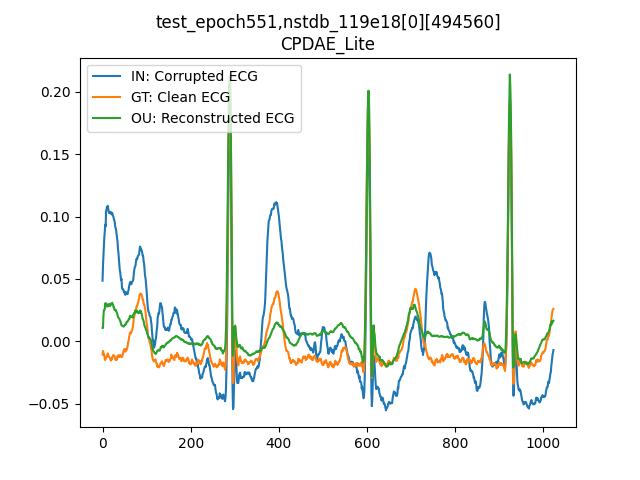 test_epoch551,nstdb_119e18[0][494560]
CPDAE_Lite
IN: Corrupted ECG
GT: Clean ECG
OU: Reconstructed ECG
0.20
0.15
0.10
0.05
0.00
−0.05
0 200 400 600 800 1000